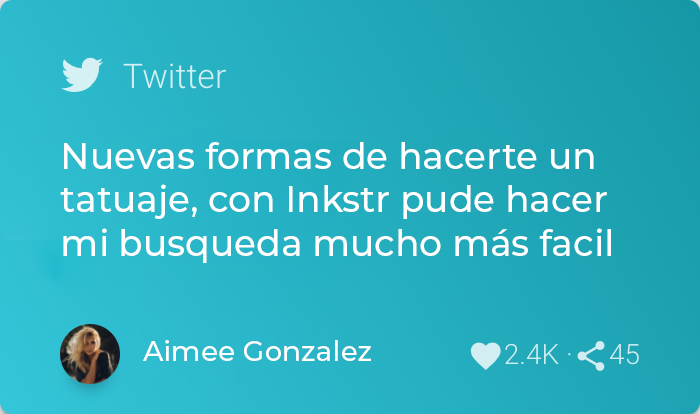 Twitter
Nuevas formas de hacerte un
tatuaje, con Inkstr pude hacer
mi busqueda mucho más facil
Aimee Gonzalez
2.4K · 45